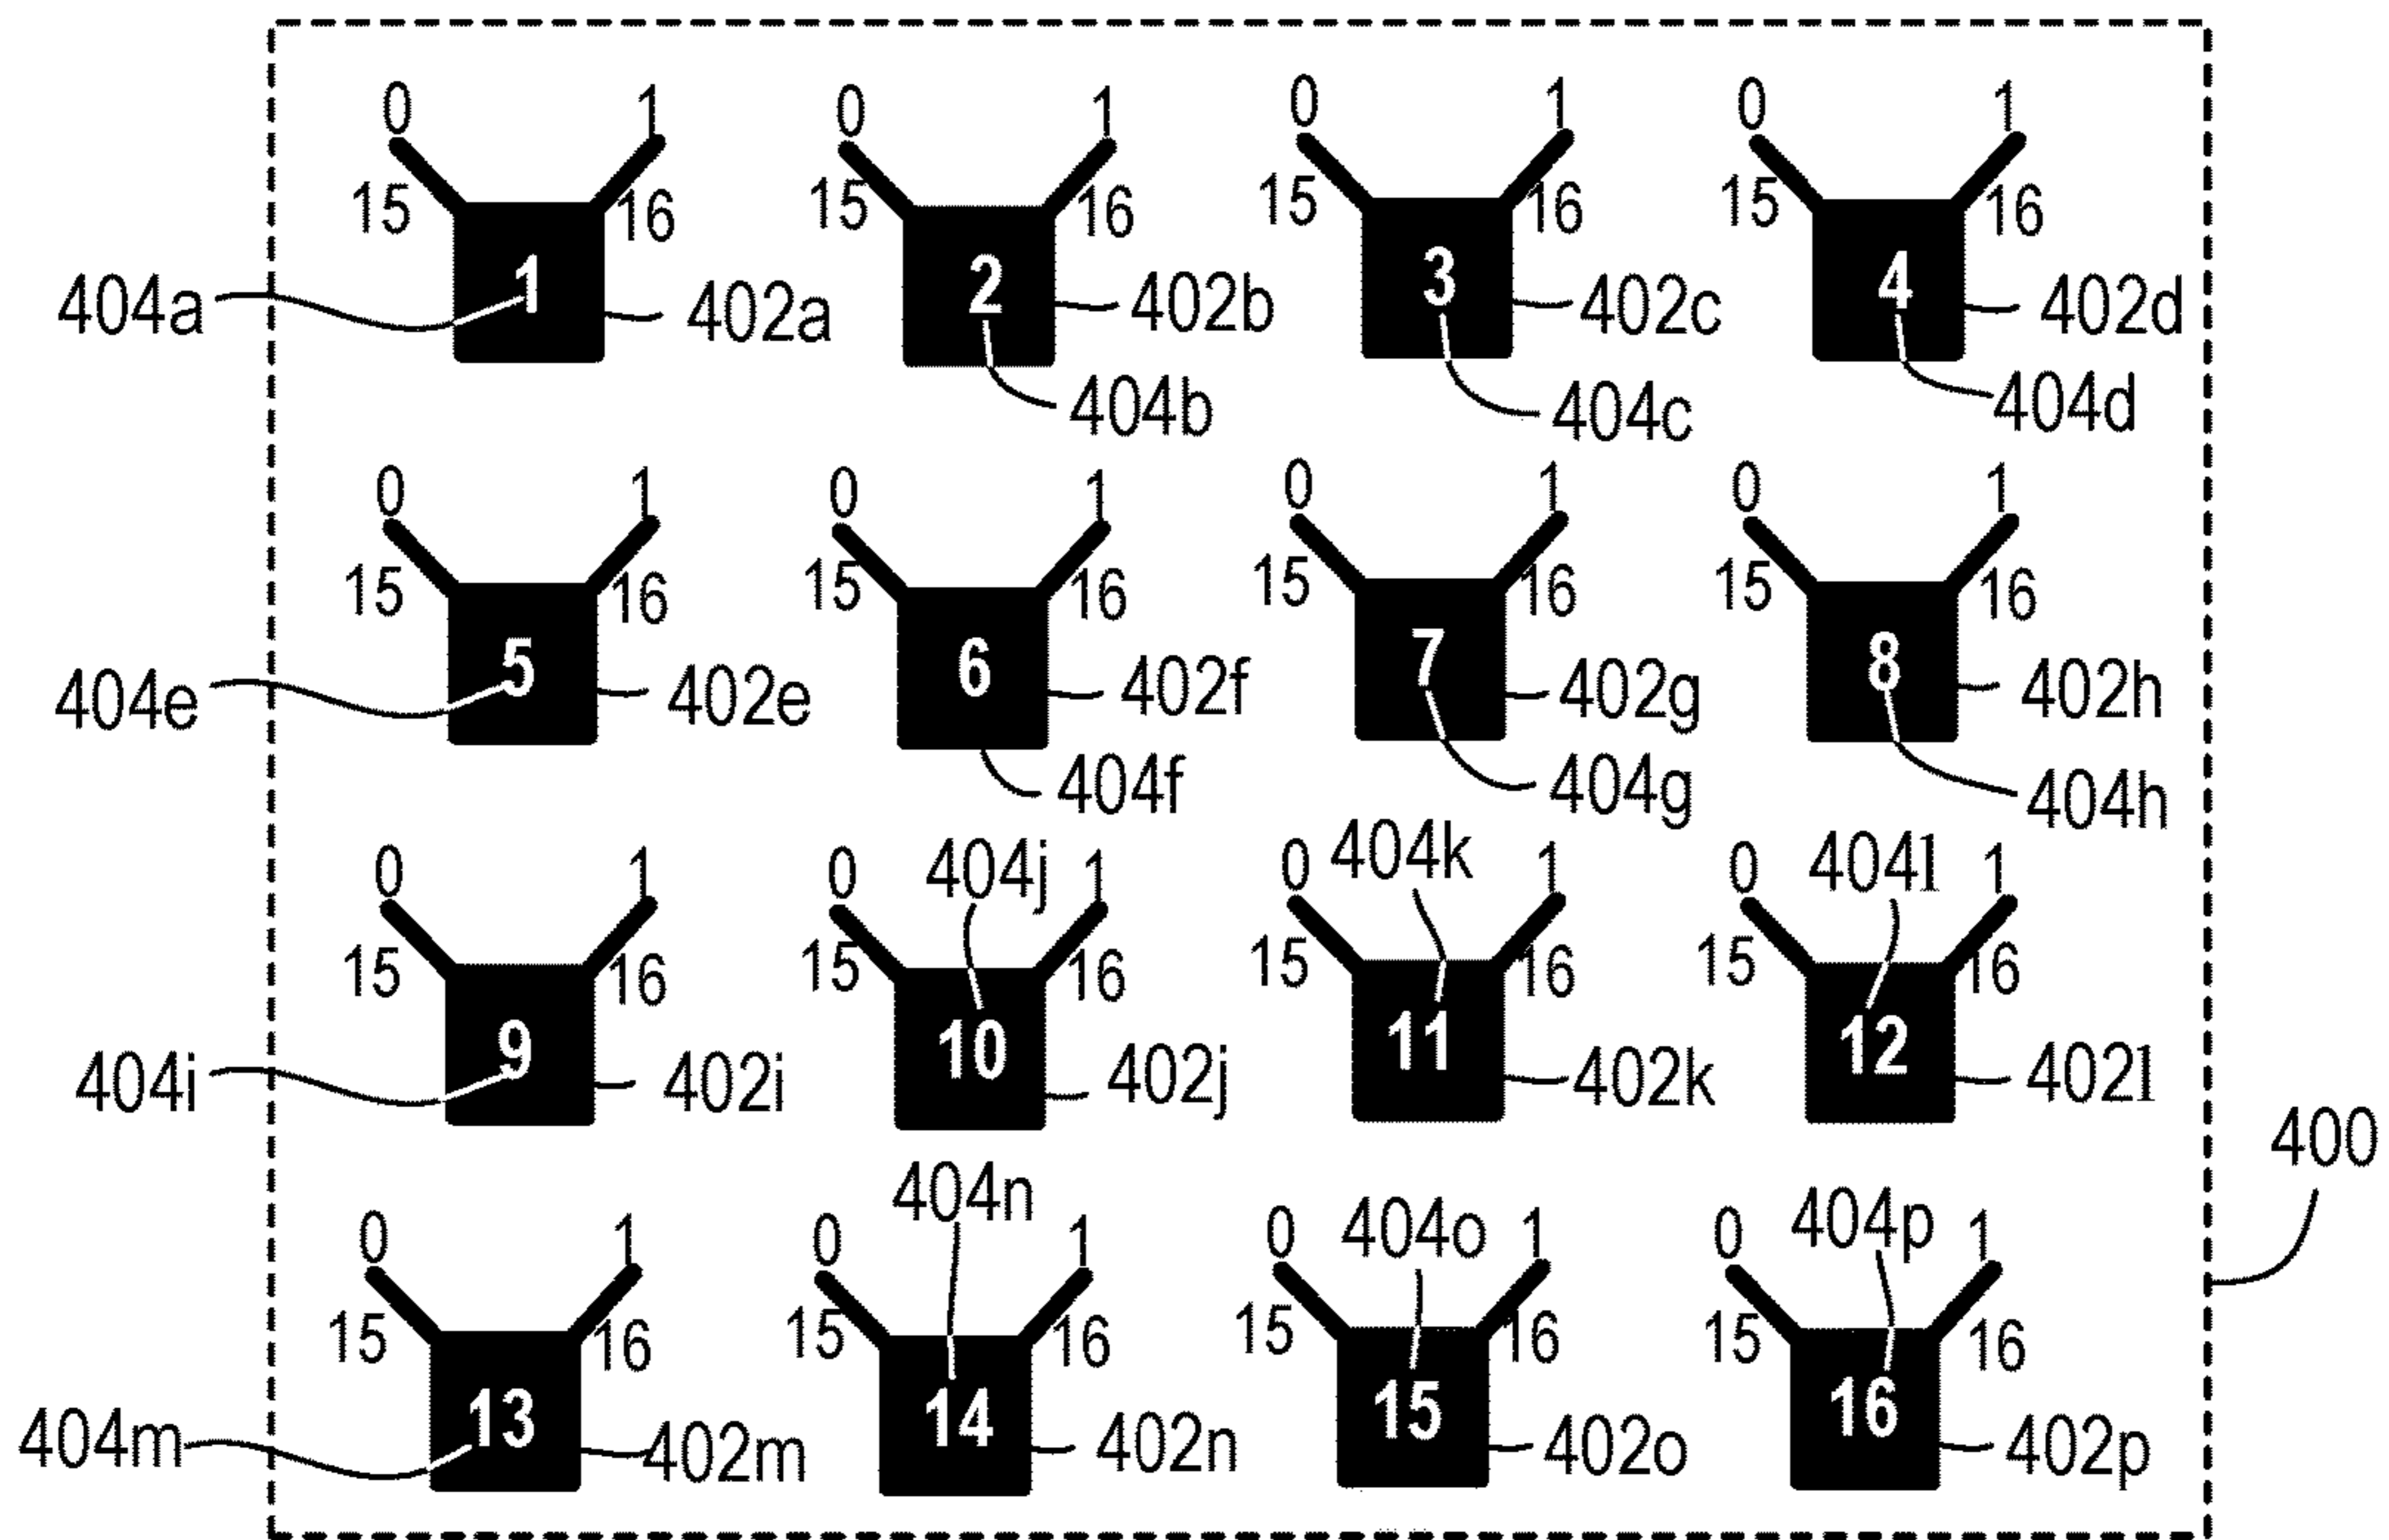 0 1 0 1 0 1 0 1
15 16 15 16 15 16 15 16
1 2 3 4
404a 402a 402b 402c 402d
404b 404c 404d
0 1 0 1 0 1 0 1
15 16 15 16 15 16 15 16
5 6 7 8
404e 402e 402f 402g 402h
404f 404g 404h
0 1 0 404j 1 0 404k 1 0 404l 1
15 16 15 16 15 16 15 16
9 10 11 12
404i 402i 402j 402k 402l
400
404n
0 1 0 1 0 404o 1 0 404p 1
15 16 15 16 15 16 15 16
13 14 15 16
404m 402m 402n 402o 402p